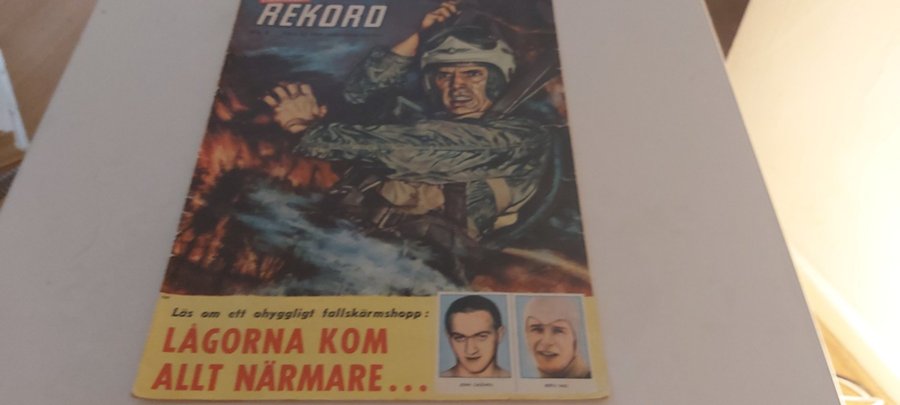 REKORD
Läs om ett ohyggligt fallskärmshopp:
LÅGORNA KOM
ALLT NÄRMARE...